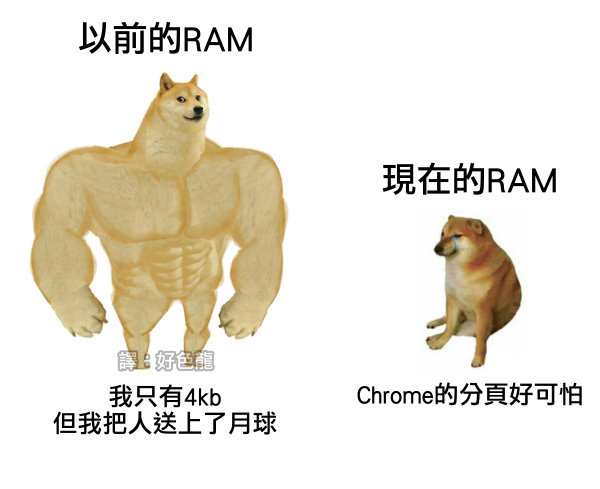 以前的RAM
現在的RAM
譯：好色龍
我只有4kb
但我把人送上了月球
Chrome的分頁好可怕